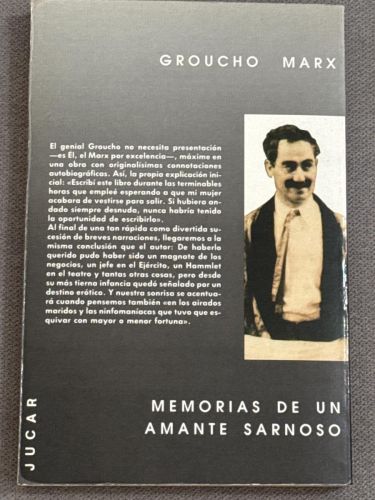 GROUCHO MARX
El genial Groucho no necesita presentación
—es Él, el Marx por excelencia—, máxime en
una obra con originalísimas connotaciones
autobiográficas. Así, la propia explicación ini-
cial: «Escribí este libro durante las terminables
horas que empleé esperando a que mi mujer
acabara de vestirse para salir. Si hubiera an-
dado siempre desnuda, nunca habría tenido
la oportunidad de escribirlo».
Al final de una tan rápida como divertida su-
cesión de breves narraciones, llegaremos a la
misma conclusión que el autor: De haberlo
querido pudo haber sido un magnate de los
negocios, un jefe en el Ejército, un Hammlet
en el teatro y tantas otras cosas, pero desde
su más tierna infancia quedó señalado por un
destino erótico. Y nuestra sonrisa se acentua-
rá cuando pensemos también «en los airados
maridos y las ninfomaníacas que tuvo que es-
quivar con mayor o menor fortuna».
MEMORIAS DE UN
AMANTE SARNOSO
JUCAR